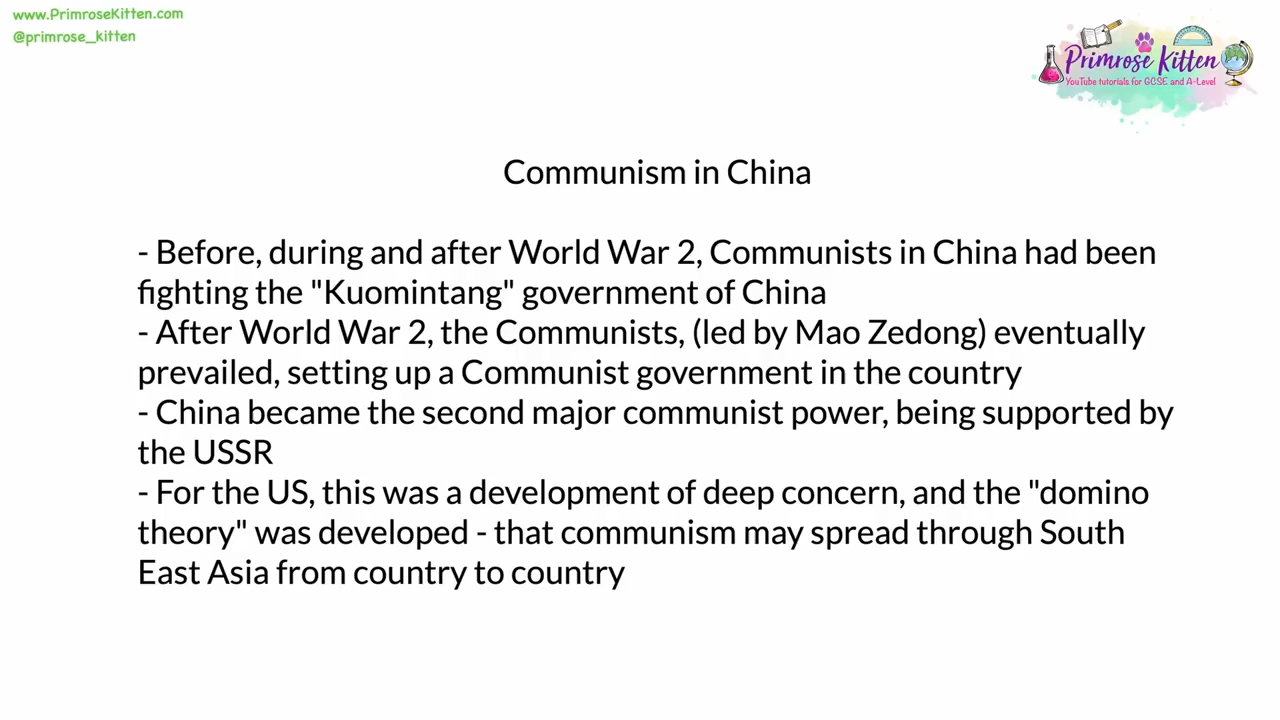 www.PrimroseKitten.com
@primrose_kitten
Primrose Kitten
YouTube tutorials for GCSE and A-Level
Communism in China
- Before, during and after World War 2, Communists in China had been
fighting the "Kuomintang" government of China
- After World War 2, the Communists, (led by Mao Zedong) eventually
prevailed, setting up a Communist government in the country
- China became the second major communist power, being supported by
the USSR
- For the US, this was a development of deep concern, and the "domino
theory" was developed - that communism may spread through South
East Asia from country to country